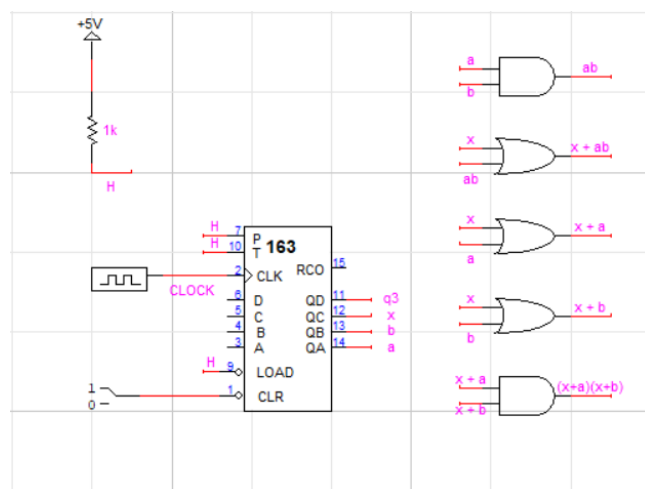 +5V
1k
H
H 7 P 163
H 10 T
RCO 15
CLOCK 2 CLK
6 D QD 11 q3
5 C QC 12 x
4 B QB 13 b
3 A QA 14 a
H 9 LOAD
1
0
1 CLR
a
b
ab
x
ab
x + ab
x
a
x + a
x
b
x + b
x + a
x + b
(x+a)(x+b)